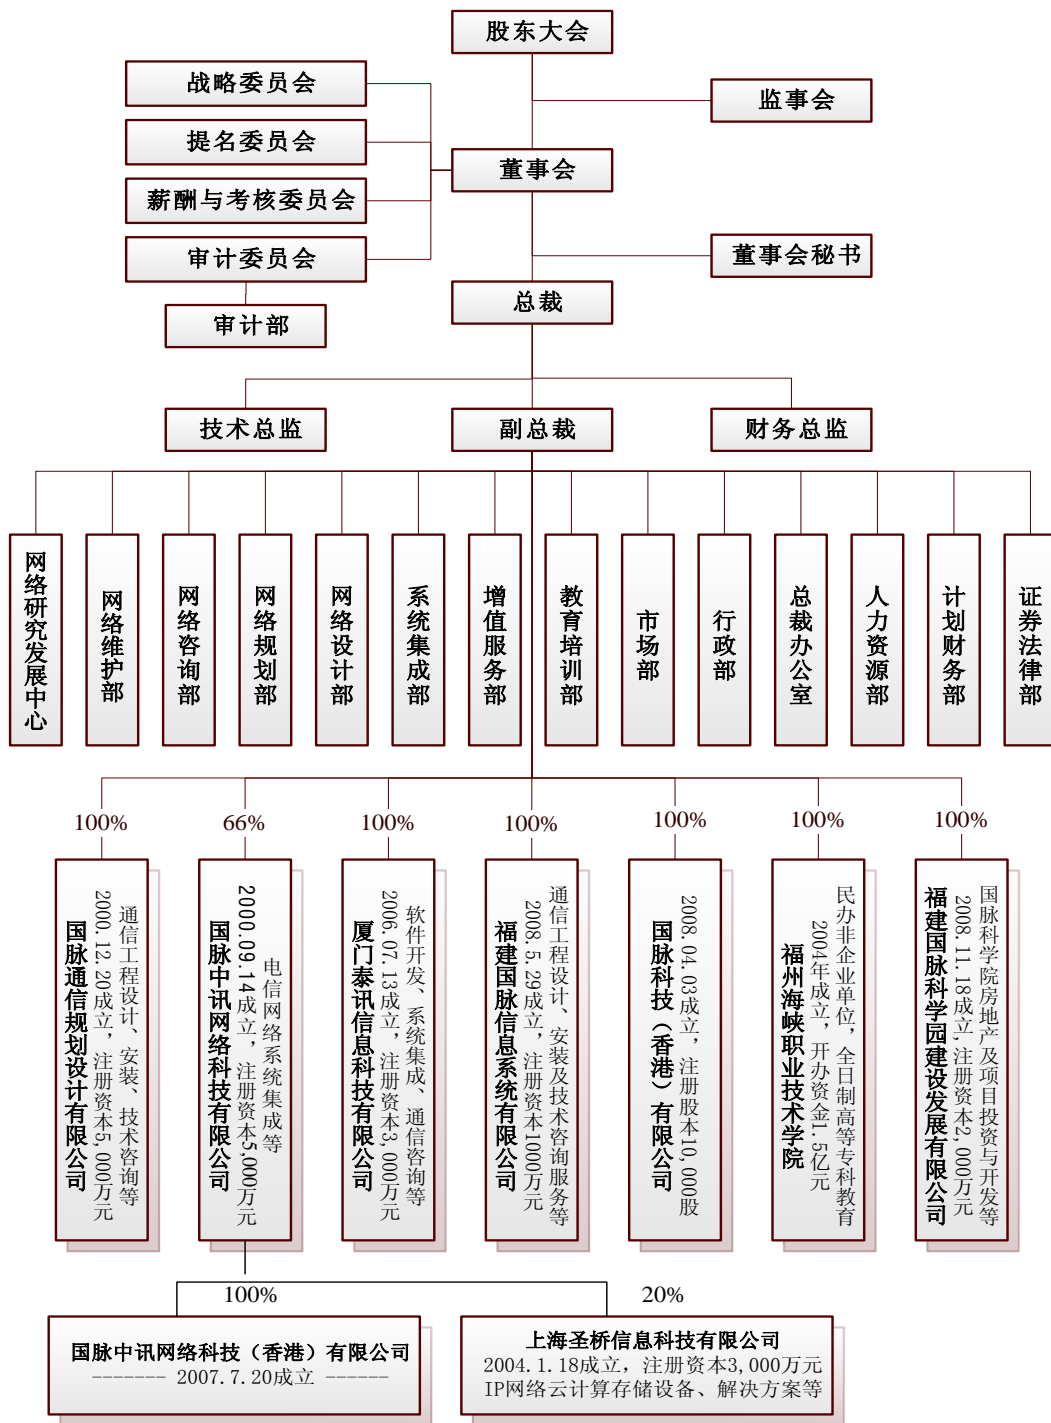 股东大会
战略委员会
监事会
提名委员会
董事会
薪酬与考核委员会
审计委员会
董事会秘书
总裁
审计部
技术总监
副总裁
财务总监
网络研究发展中心
网络维护部
网络咨询部
网络规划部
网络设计部
系统集成部
增值服务部
教育培训部
市场部
行政部
总裁办公室
人力资源部
计划财务部
证券法律部
100%
66%
100%
100%
100%
100%
100%
国脉通信规划设计有限公司
2000.12.20成立，注册资本5,000万元
通信工程设计、安装、技术咨询等
国脉中讯网络科技有限公司
2000.09.14成立，注册资本5,000万元
电信网络系统集成等
厦门泰讯信息科技有限公司
2006.07.13成立，注册资本3,000万元
软件开发、系统集成、通信咨询等
福建国脉信息系统有限公司
2008.5.29成立，注册资本1000万元
通信工程设计、安装及技术咨询服务等
国脉科技（香港）有限公司
2008.04.03成立，注册股本10,000股
福州海峡职业技术学院
2004年成立，开办资金1.5亿元
民办非企业单位，全日制高等专科教育
福建国脉科学园建设发展有限公司
2008.11.18成立,注册资本2,000万元
国脉科学院房地产及项目投资与开发等
100%
20%
国脉中讯网络科技（香港）有限公司
------- 2007.7.20成立 ------
上海圣桥信息科技有限公司
2004.1.18成立，注册资本3,000万元
IP网络云计算存储设备、解决方案等